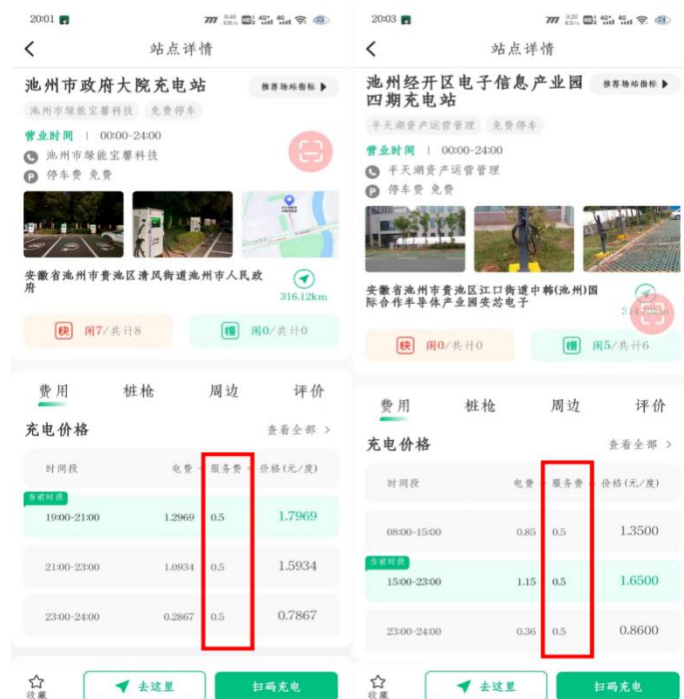 20:01
站点详情
池州市政府大院充电站
推荐场站指标
池州市绿能宝馨科技 免费停车
营业时间 | 00:00-24:00
池州市绿能宝馨科技
P 停车费 免费
安徽省池州市贵池区清风街道池州市人民政
府
316.12km
快 闲7/共计8
慢 闲0/共计0
费用 桩枪 周边 评价
充电价格
查看全部 >
时间段 电费 + 服务费 = 价格(元/度)
当前时段
19:00-21:00 1.2969 0.5 1.7969
21:00-23:00 1.0934 0.5 1.5934
23:00-24:00 0.2867 0.5 0.7867
收藏
去这里
扫码充电
20:03
站点详情
池州经开区电子信息产业园
四期充电站
推荐场站指标
平天湖资产运营管理 免费停车
营业时间 | 00:00-24:00
平天湖资产运营管理
P 停车费 免费
安徽省池州市贵池区江口街道中韩(池州)国
际合作半导体产业园安芯电子
快 闲0/共计0
慢 闲5/共计6
费用 桩枪 周边 评价
充电价格
查看全部 >
时间段 电费 + 服务费 = 价格(元/度)
08:00-15:00 0.85 0.5 1.3500
当前时段
15:00-23:00 1.15 0.5 1.6500
23:00-24:00 0.36 0.5 0.8600
收藏
去这里
扫码充电